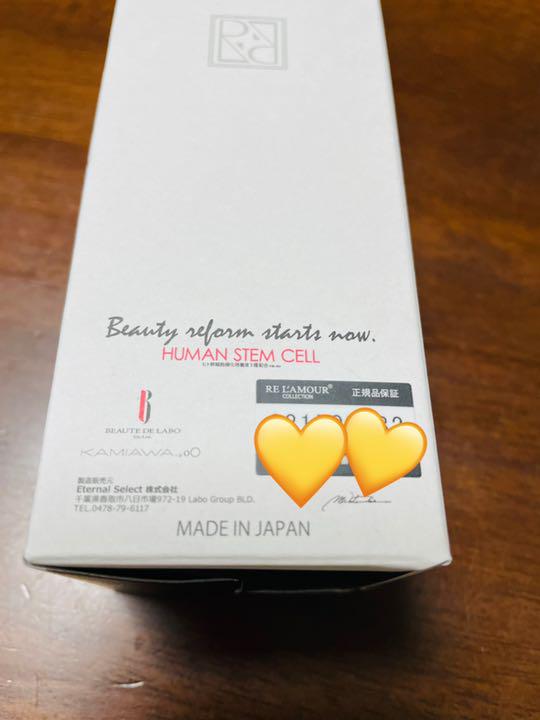 Beauty reform starts now.
HUMAN STEM CELL
RE L'AMOUR®
COLLECTION
正規品保証
B
BEAUTE DE LABO
KAMIAWA
製造販売元
Eternal Select 株式会社
千葉県香取市八日市場972-19 Labo Group BLD.
TEL.0478-79-6117
MADE IN JAPAN